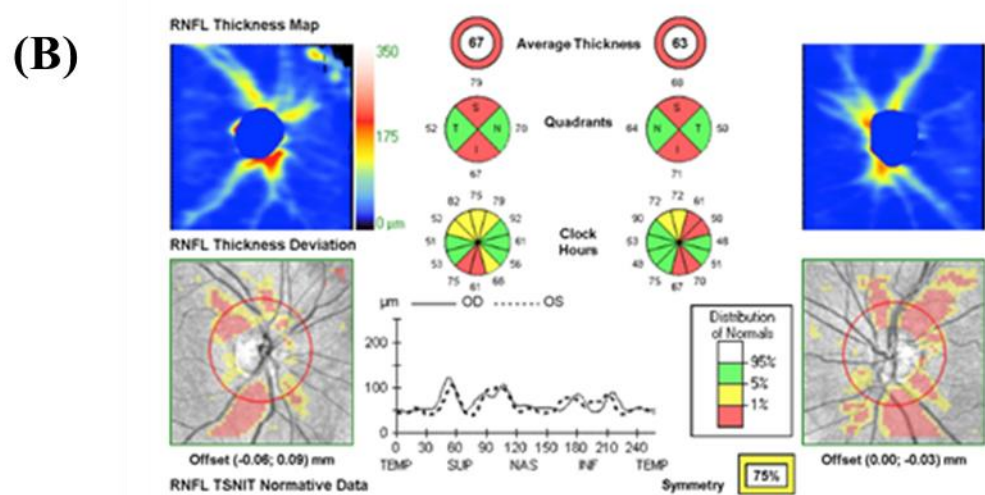 (B)
RNFL Thickness Map
350
175
0 µm
67
Average Thickness
63
79
S
T
N
I
52
70
67
Quadrants
68
S
N
T
I
64
50
71
82
75
79
52
92
51
61
53
56
75
61
68
Clock
Hours
72
72
61
90
50
53
48
43
51
75
67
70
RNFL Thickness Deviation
µm
OD
OS
200
100
0
0
30
60
90
120
150
180
210
240
TEMP
SUP
NAS
INF
TEMP
Distribution
of Normals
95%
5%
1%
Offset (-0.06; 0.09) mm
Offset (0.00; -0.03) mm
RNFL TSNIT Normative Data
Symmetry
75%